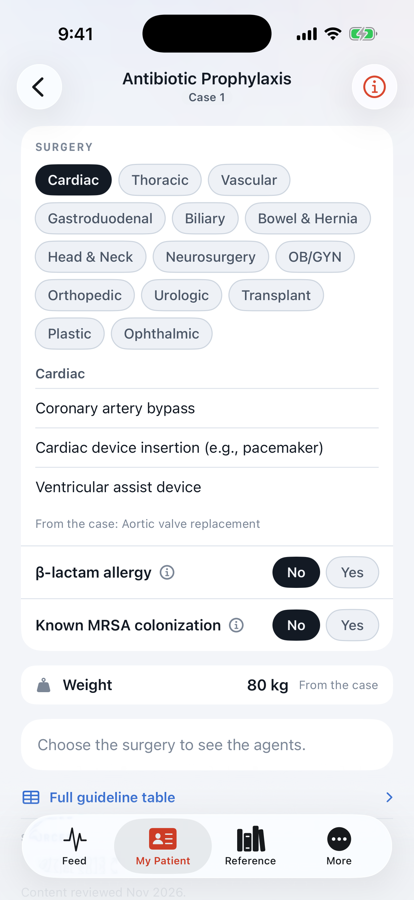 9:41
Antibiotic Prophylaxis
Case 1
SURGERY
Cardiac Thoracic Vascular
Gastroduodenal Biliary Bowel & Hernia
Head & Neck Neurosurgery OB/GYN
Orthopedic Urologic Transplant
Plastic Ophthalmic
Cardiac
Coronary artery bypass
Cardiac device insertion (e.g., pacemaker)
Ventricular assist device
From the case: Aortic valve replacement
β-lactam allergy No Yes
Known MRSA colonization No Yes
Weight 80 kg From the case
Choose the surgery to see the agents.
Full guideline table
Feed My Patient Reference More
Content reviewed Nov 2026